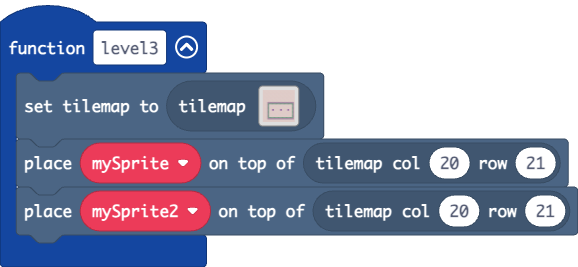 function level3
set tilemap to tilemap
place mySprite on top of tilemap col 20 row 21
place mySprite2 on top of tilemap col 20 row 21